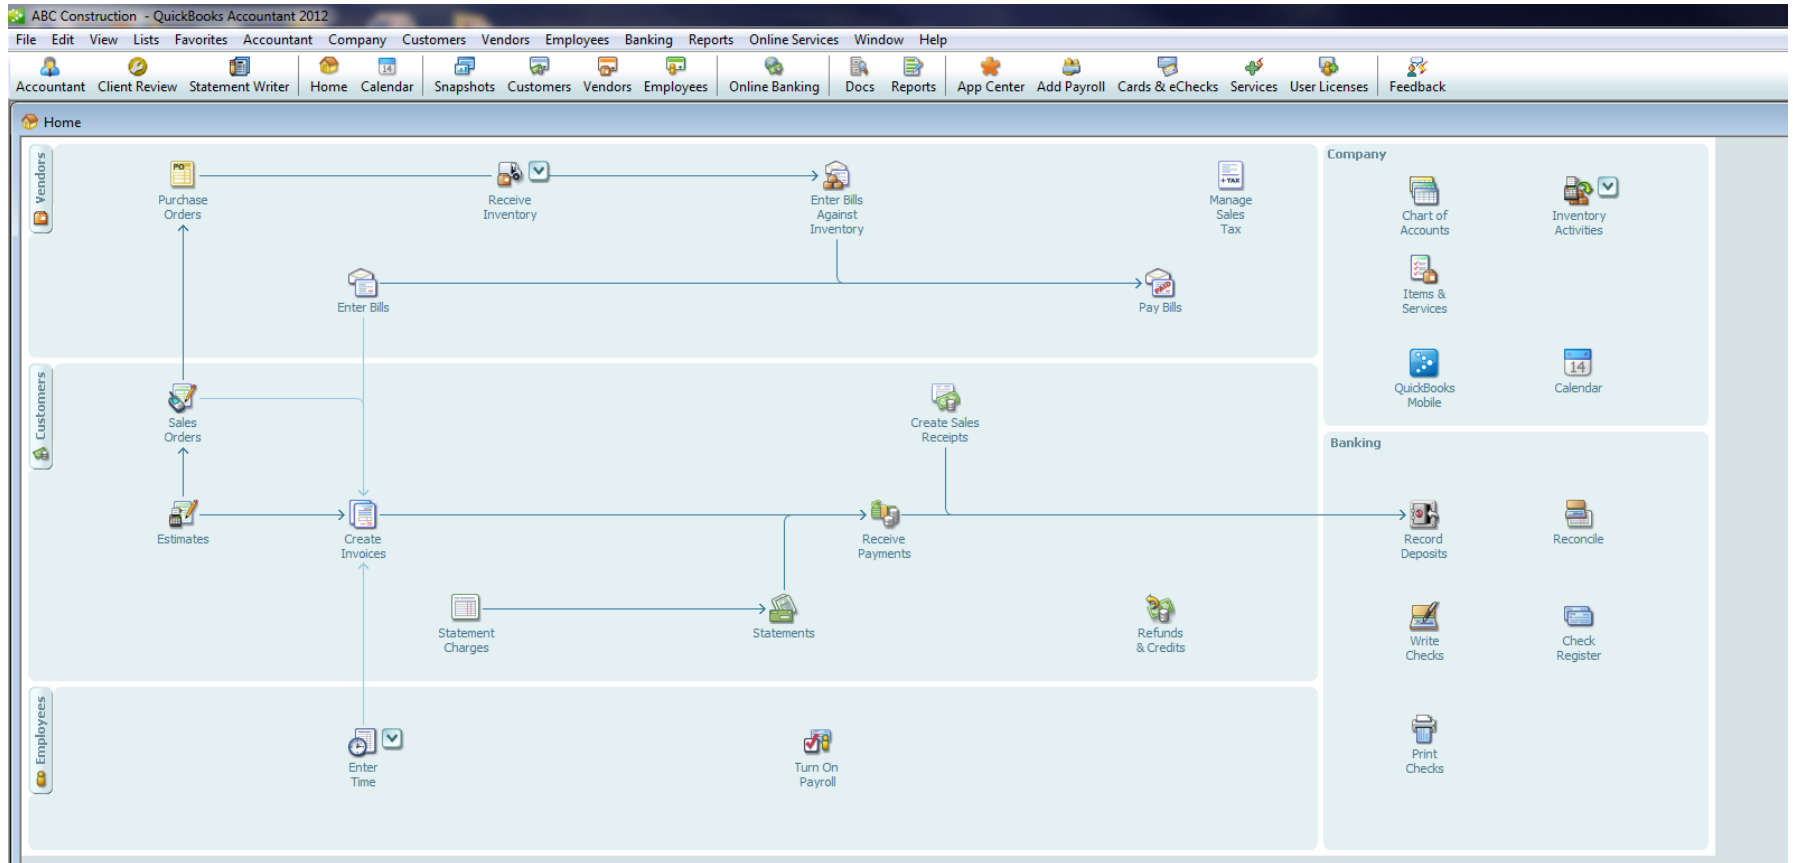 ABC Construction - QuickBooks Accountant 2012
File Edit View Lists Favorites Accountant Company Customers Vendors Employees Banking Reports Online Services Window Help
14
Accountant Client Review Statement Writer Home Calendar Snapshots Customers Vendors Employees Online Banking Docs Reports App Center Add Payroll Cards & eChecks Services User Licenses Feedback
Home
Vendors
PO
Purchase
Orders
Receive
Inventory
Enter Bills
Against
Inventory
+ TAX
Manage
Sales
Tax
Enter Bills
PAID
Pay Bills
Customers
Sales
Orders
Create Sales
Receipts
Estimates
Create
Invoices
Receive
Payments
Statement
Charges
Statements
Refunds
& Credits
Employees
Enter
Time
Turn On
Payroll
Company
Chart of
Accounts
Inventory
Activities
Items &
Services
QuickBooks
Mobile
14
Calendar
Banking
Record
Deposits
Reconcile
Write
Checks
Check
Register
Print
Checks